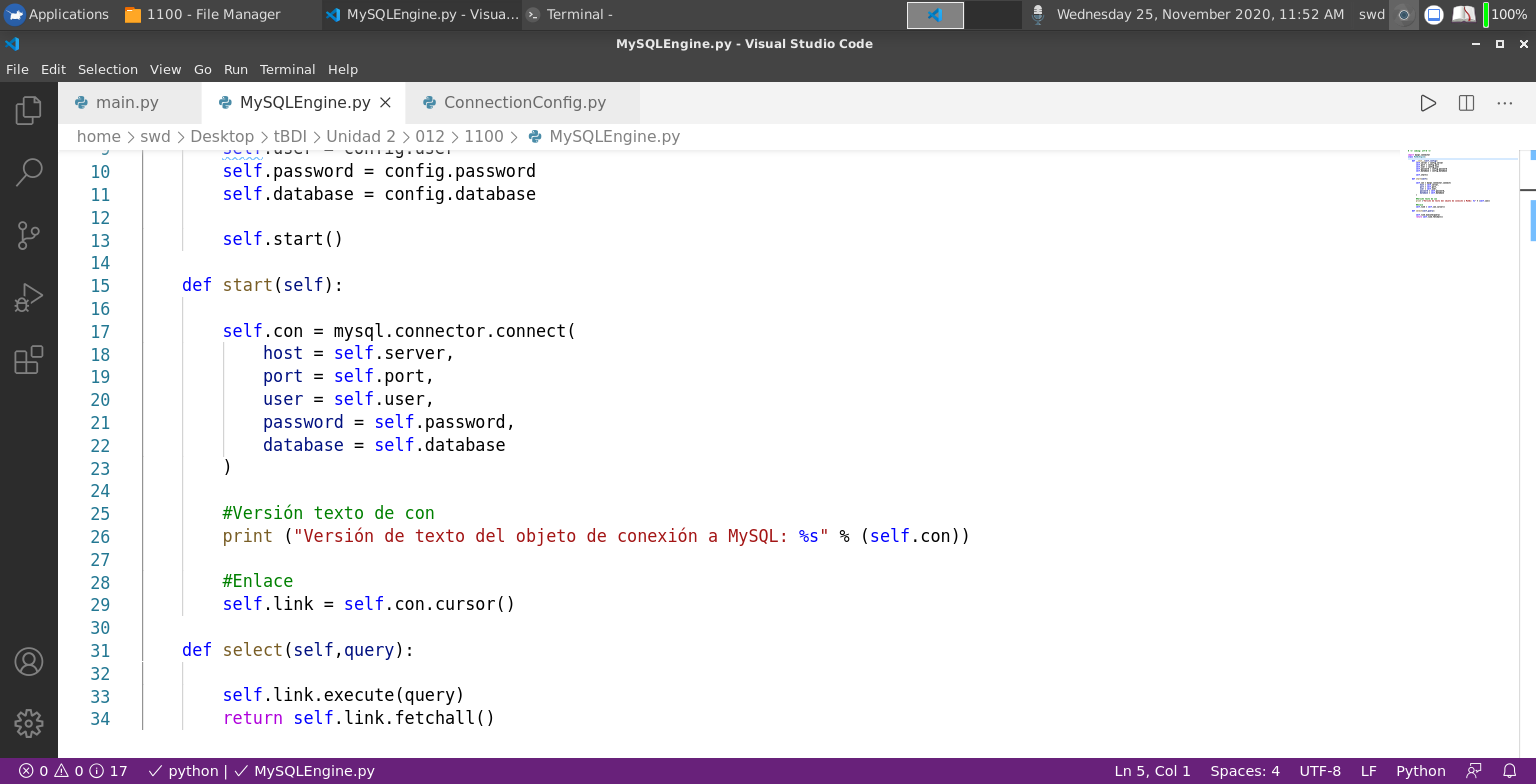 Applications 1100 - File Manager MySQLEngine.py - Visua... Terminal - Wednesday 25, November 2020, 11:52 AM swd 100%
MySQLEngine.py - Visual Studio Code
File Edit Selection View Go Run Terminal Help
main.py MySQLEngine.py ConnectionConfig.py
home > swd > Desktop > tBDI > Unidad 2 > 012 > 1100 > MySQLEngine.py
9 self.user = config.user
10 self.password = config.password
11 self.database = config.database
12
13 self.start()
14
15 def start(self):
16
17 self.con = mysql.connector.connect(
18 host = self.server,
19 port = self.port,
20 user = self.user,
21 password = self.password,
22 database = self.database
23 )
24
25 #Versión texto de con
26 print ("Versión de texto del objeto de conexión a MySQL: %s" % (self.con))
27
28 #Enlace
29 self.link = self.con.cursor()
30
31 def select(self,query):
32
33 self.link.execute(query)
34 return self.link.fetchall()
0 0 17 python | MySQLEngine.py Ln 5, Col 1 Spaces: 4 UTF-8 LF Python